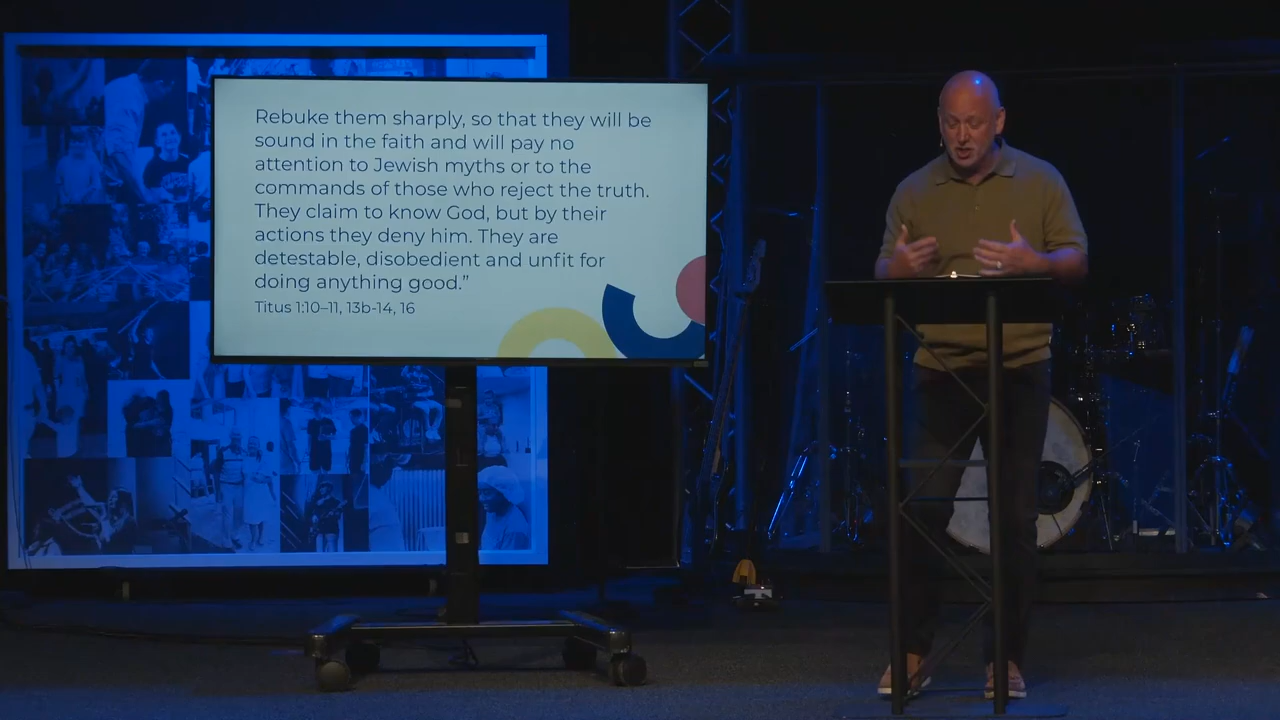 Rebuke them sharply, so that they will be
sound in the faith and will pay no
attention to Jewish myths or to the
commands of those who reject the truth.
They claim to know God, but by their
actions they deny him. They are
detestable, disobedient and unfit for
doing anything good.”
Titus 1:10–11, 13b-14, 16